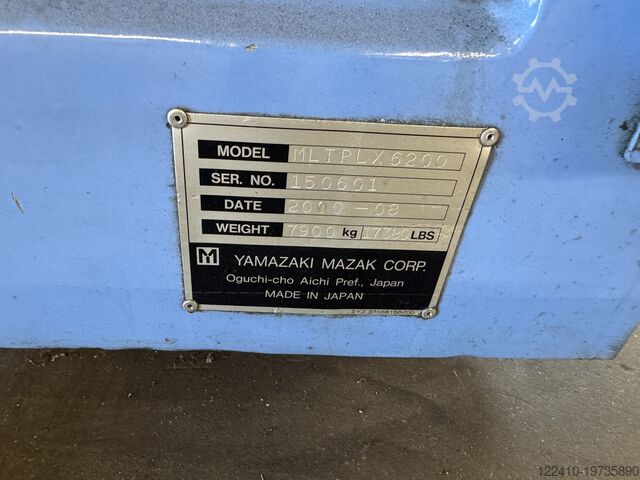 MODEL MLTPLX6200
SER. NO. 150601
DATE 2000-08
WEIGHT 7900 kg 17380 LBS
M YAMAZAKI MAZAK CORP.
Oguchi-cho Aichi Pref., Japan
MADE IN JAPAN
122410-19735890